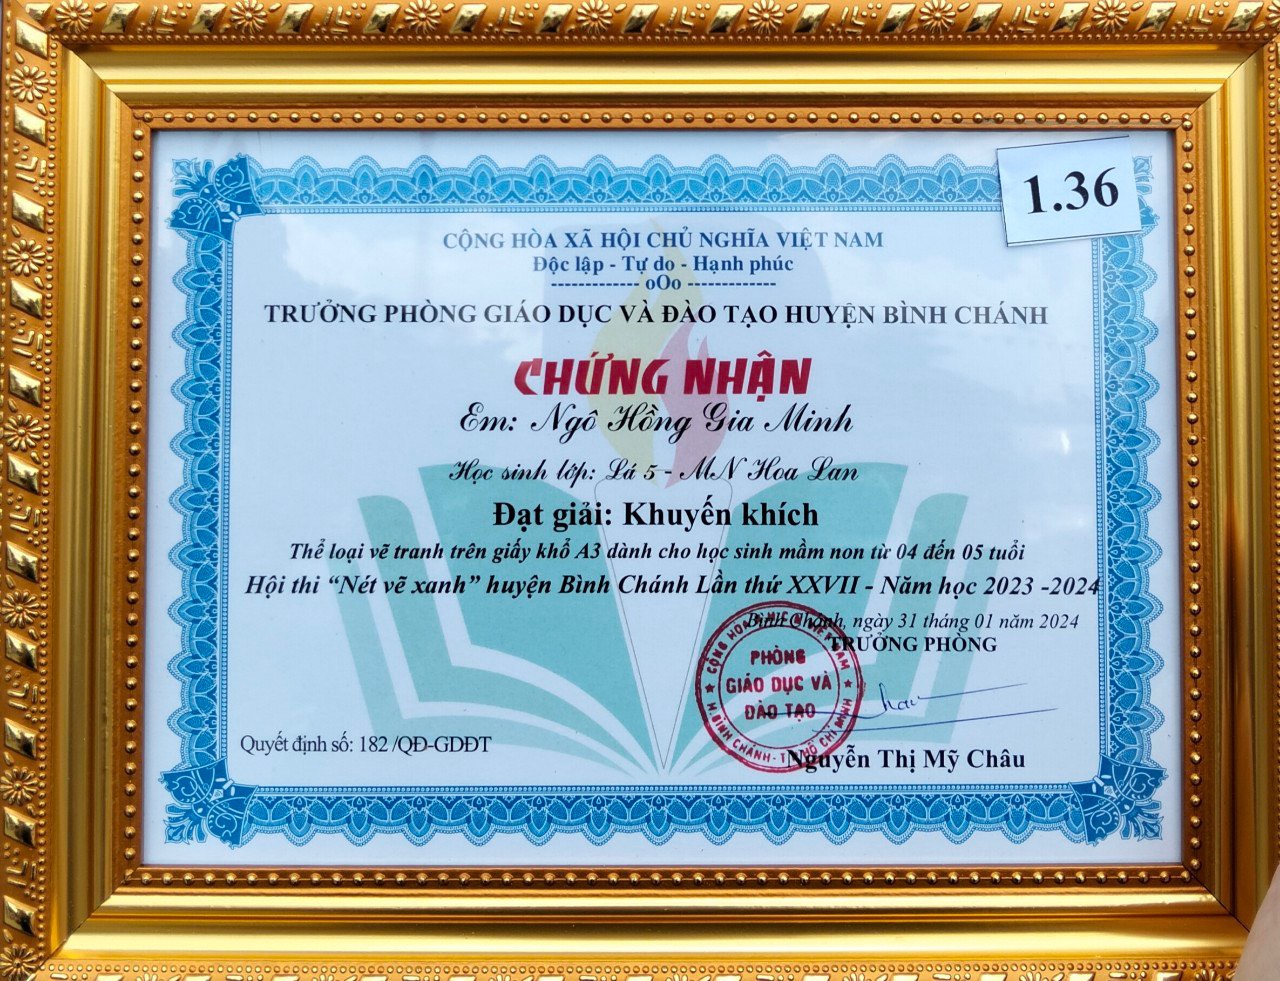 1.36
CỘNG HÒA XÃ HỘI CHỦ NGHĨA VIỆT NAM
Độc lập - Tự do - Hạnh phúc
------------- oOo -------------
TRƯỞNG PHÒNG GIÁO DỤC VÀ ĐÀO TẠO HUYỆN BÌNH CHÁNH
CHỨNG NHẬN
Em: Ngô Hồng Gia Minh
Học sinh lớp: Lá 5 - MN Hoa Lan
Đạt giải: Khuyến khích
Thể loại vẽ tranh trên giấy khổ A3 dành cho học sinh mầm non từ 04 đến 05 tuổi
Hội thi “Nét vẽ xanh” huyện Bình Chánh Lần thứ XXVII - Năm học 2023 -2024
Bình Chánh, ngày 31 tháng 01 năm 2024
TRƯỞNG PHÒNG
PHÒNG
GIÁO DỤC VÀ
ĐÀO TẠO
H. BÌNH CHÁNH - T.P HỒ CHÍ MINH
Quyết định số: 182 /QĐ-GDĐT
Nguyễn Thị Mỹ Châu